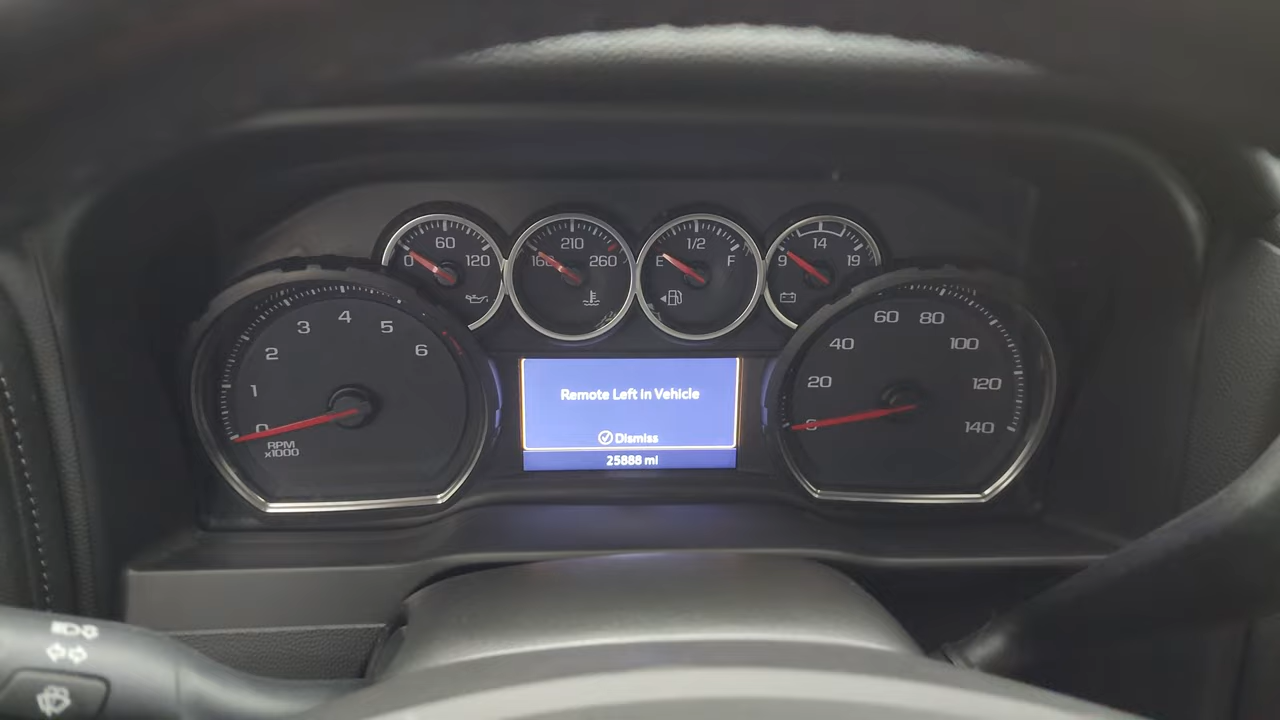 60
0 120
210
160 260
1/2
E F
14
9 19
4
3 5
2 6
1
0
RPM
x1000
60 80
40 100
20 120
0 140
Remote Left In Vehicle
Dismiss
25888 mi